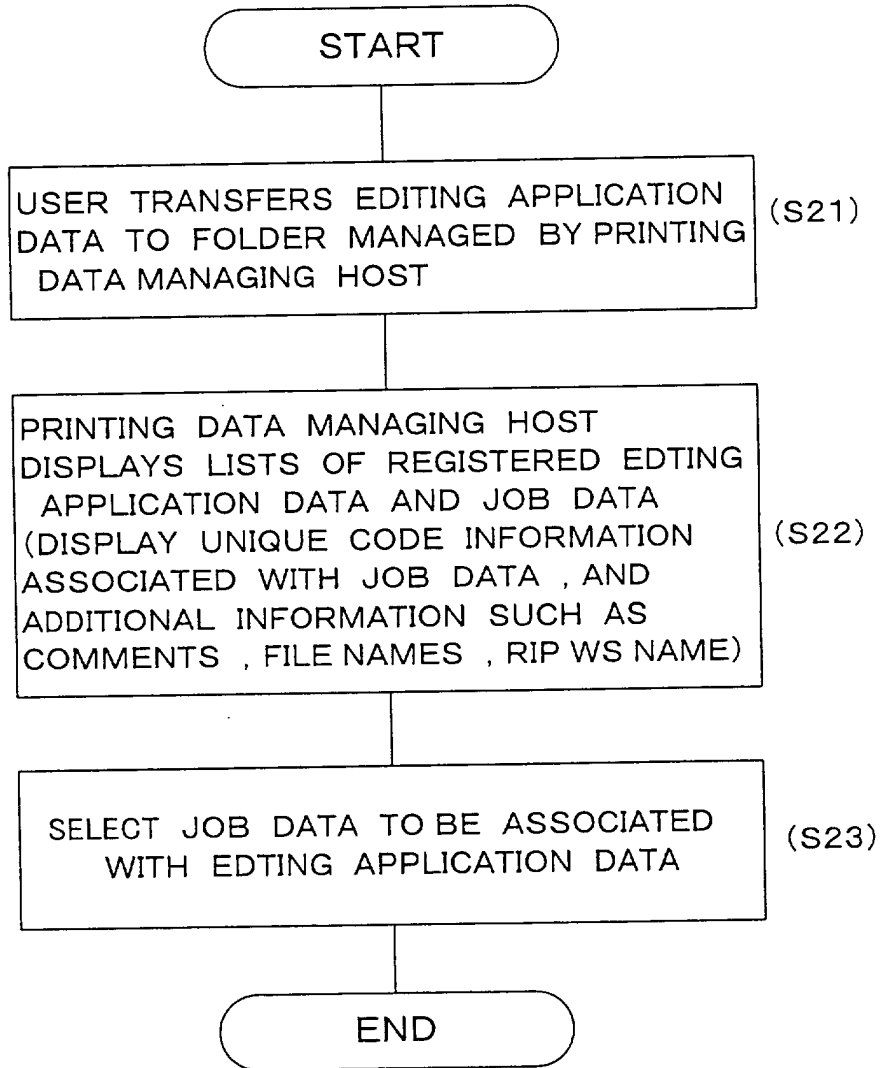 START
USER TRANSFERS EDITING APPLICATION
DATA TO FOLDER MANAGED BY PRINTING
DATA MANAGING HOST
(S21)
PRINTING DATA MANAGING HOST
DISPLAYS LISTS OF REGISTERED EDTING
APPLICATION DATA AND JOB DATA
(DISPLAY UNIQUE CODE INFORMATION
ASSOCIATED WITH JOB DATA , AND
ADDITIONAL INFORMATION SUCH AS
COMMENTS , FILE NAMES , RIP WS NAME)
(S22)
SELECT JOB DATA TO BE ASSOCIATED
WITH EDTING APPLICATION DATA
(S23)
END